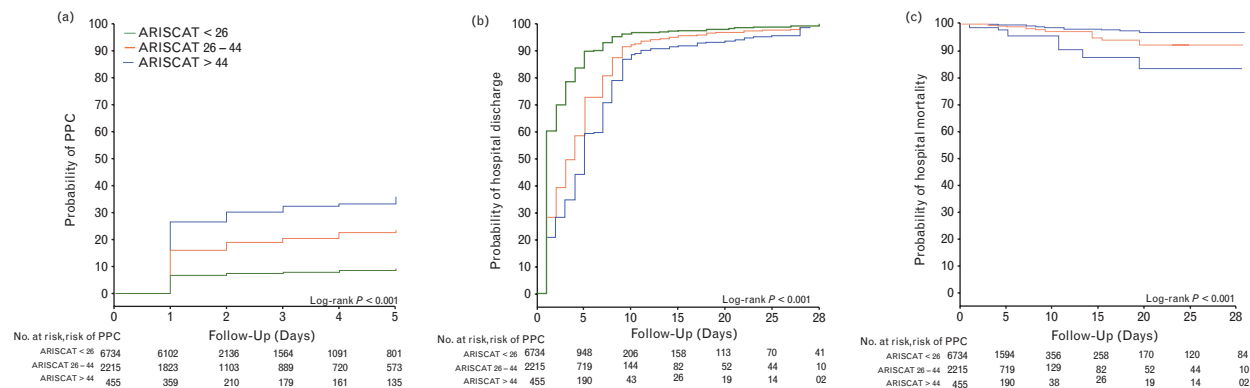 (a)
ARISCAT < 26
ARISCAT 26 – 44
ARISCAT > 44
100
90
80
70
60
50
40
30
20
10
0
Probability of PPC
Log-rank P < 0.001
0 1 2 3 4 5
Follow-Up (Days)
No. at risk,risk of PPC
ARISCAT < 26 6734 6102 2136 1564 1091 801
ARISCAT 26 – 44 2215 1823 1103 889 720 573
ARISCAT > 44 455 359 210 179 161 135
(b)
100
90
80
70
60
50
40
30
20
10
0
Probability of hospital discharge
Log-rank P < 0.001
0 5 10 15 20 25 28
Follow-Up (Days)
No. at risk,risk of PPC
ARISCAT < 26 6734 948 206 158 113 70 41
ARISCAT 26 – 44 2215 719 144 82 52 44 10
ARISCAT > 44 455 190 43 26 19 14 02
(c)
100
90
80
70
60
50
40
30
20
10
0
Probability of hospital mortality
Log-rank P < 0.001
0 5 10 15 20 25 28
Follow-Up (Days)
No. at risk,risk of PPC
ARISCAT < 26 6734 1594 356 258 170 120 84
ARISCAT 26 – 44 2215 719 129 82 52 44 10
ARISCAT > 44 455 190 38 26 19 14 02